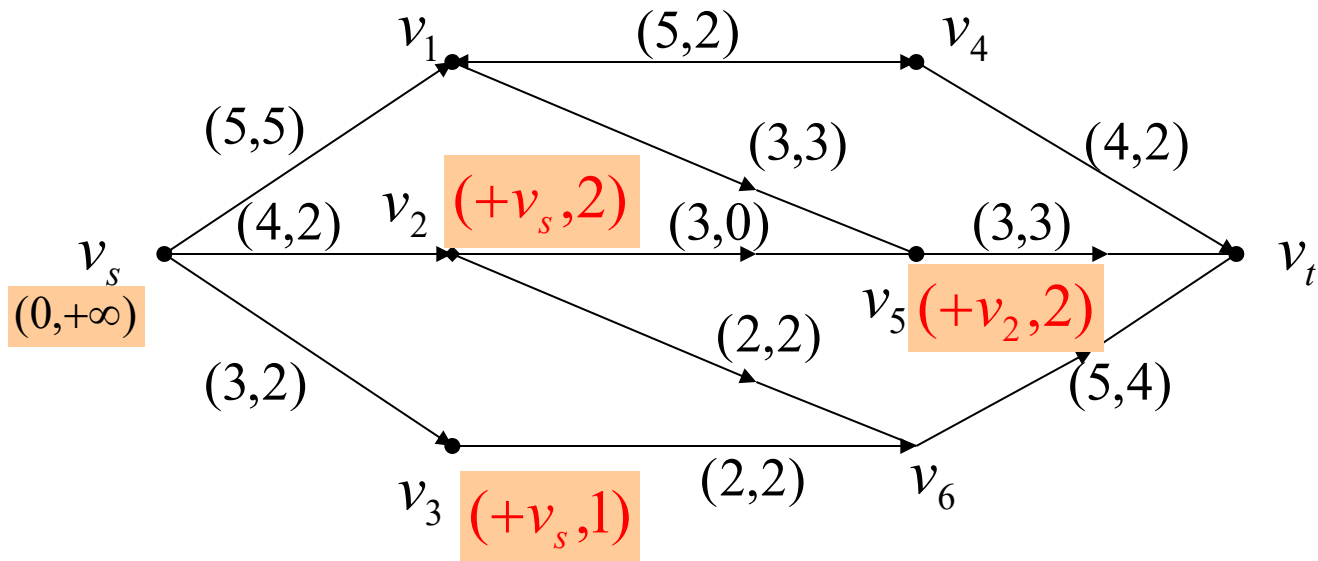 v₁
(5,2)
v₄
(5,5)
(3,3)
(4,2)
v₂
(+vₛ,2)
(4,2)
(3,0)
(3,3)
vₛ
(0,+∞)
vₜ
v₅
(+v₂,2)
(2,2)
(3,2)
(5,4)
v₃
(+vₛ,1)
(2,2)
v₆